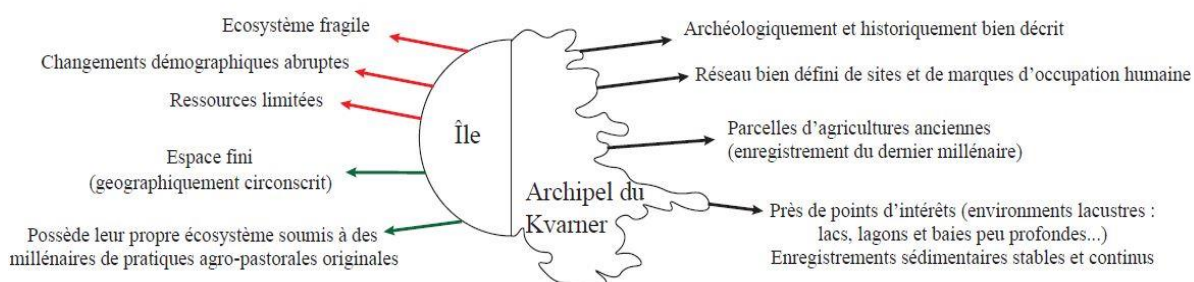 Ecosystème fragile
Changements démographiques abruptes
Ressources limitées
Espace fini
(geographiquement circonscrit)
Possède leur propre écosystème soumis à des
millénaires de pratiques agro-pastorales originales
Île
Archipel du
Kvarner
Archéologiquement et historiquement bien décrit
Réseau bien défini de sites et de marques d'occupation humaine
Parcelles d'agricultures anciennes
(enregistrement du dernier millénaire)
Près de points d'intérêts (environments lacustres :
lacs, lagons et baies peu profondes...)
Enregistrements sédimentaires stables et continus